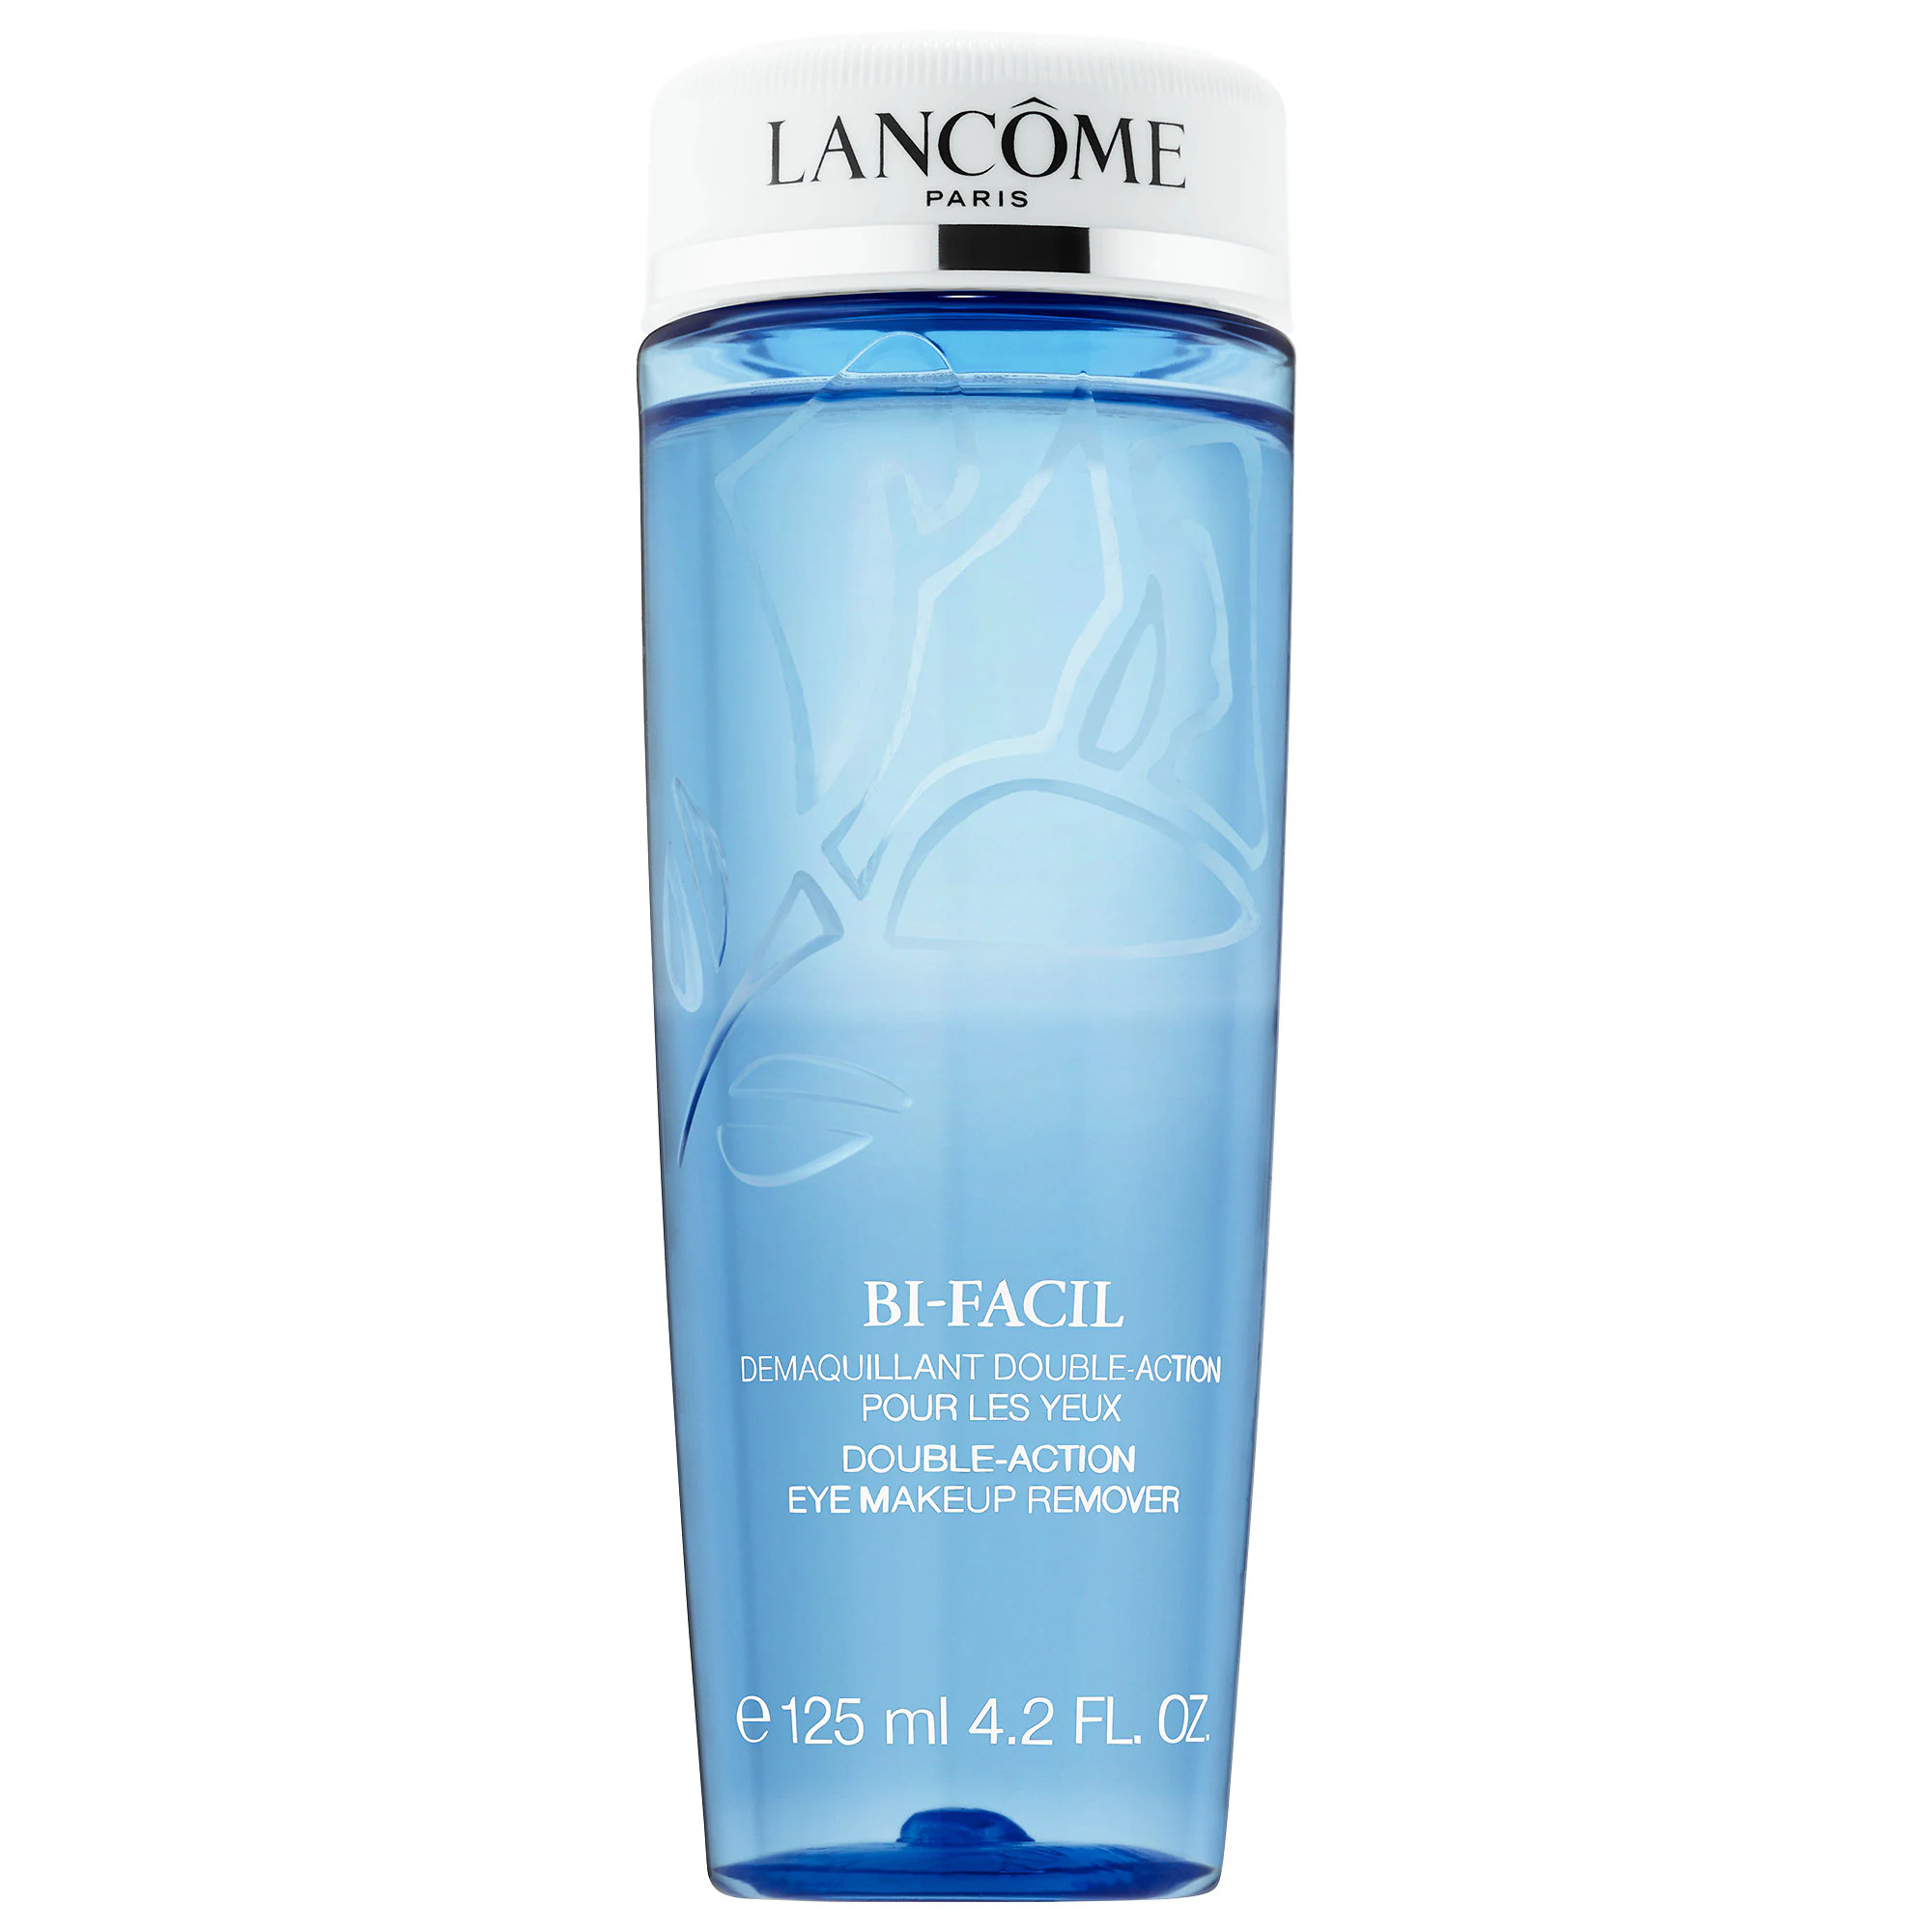 LANCÔME
PARIS
BI-FACIL
DEMAQUILLANT DOUBLE-ACTION
POUR LES YEUX
DOUBLE-ACTION
EYE MAKEUP REMOVER
℮ 125 ml 4.2 FL. OZ.